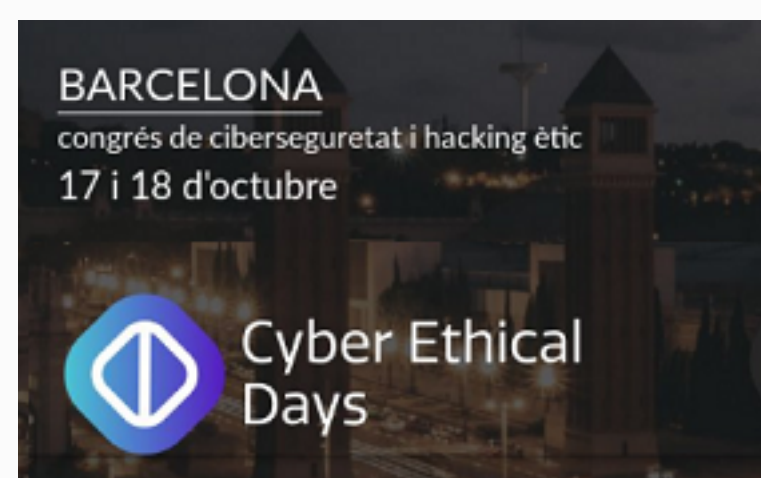 BARCELONA
congrés de ciberseguretat i hacking ètic
17 i 18 d'octubre
Cyber Ethical
Days